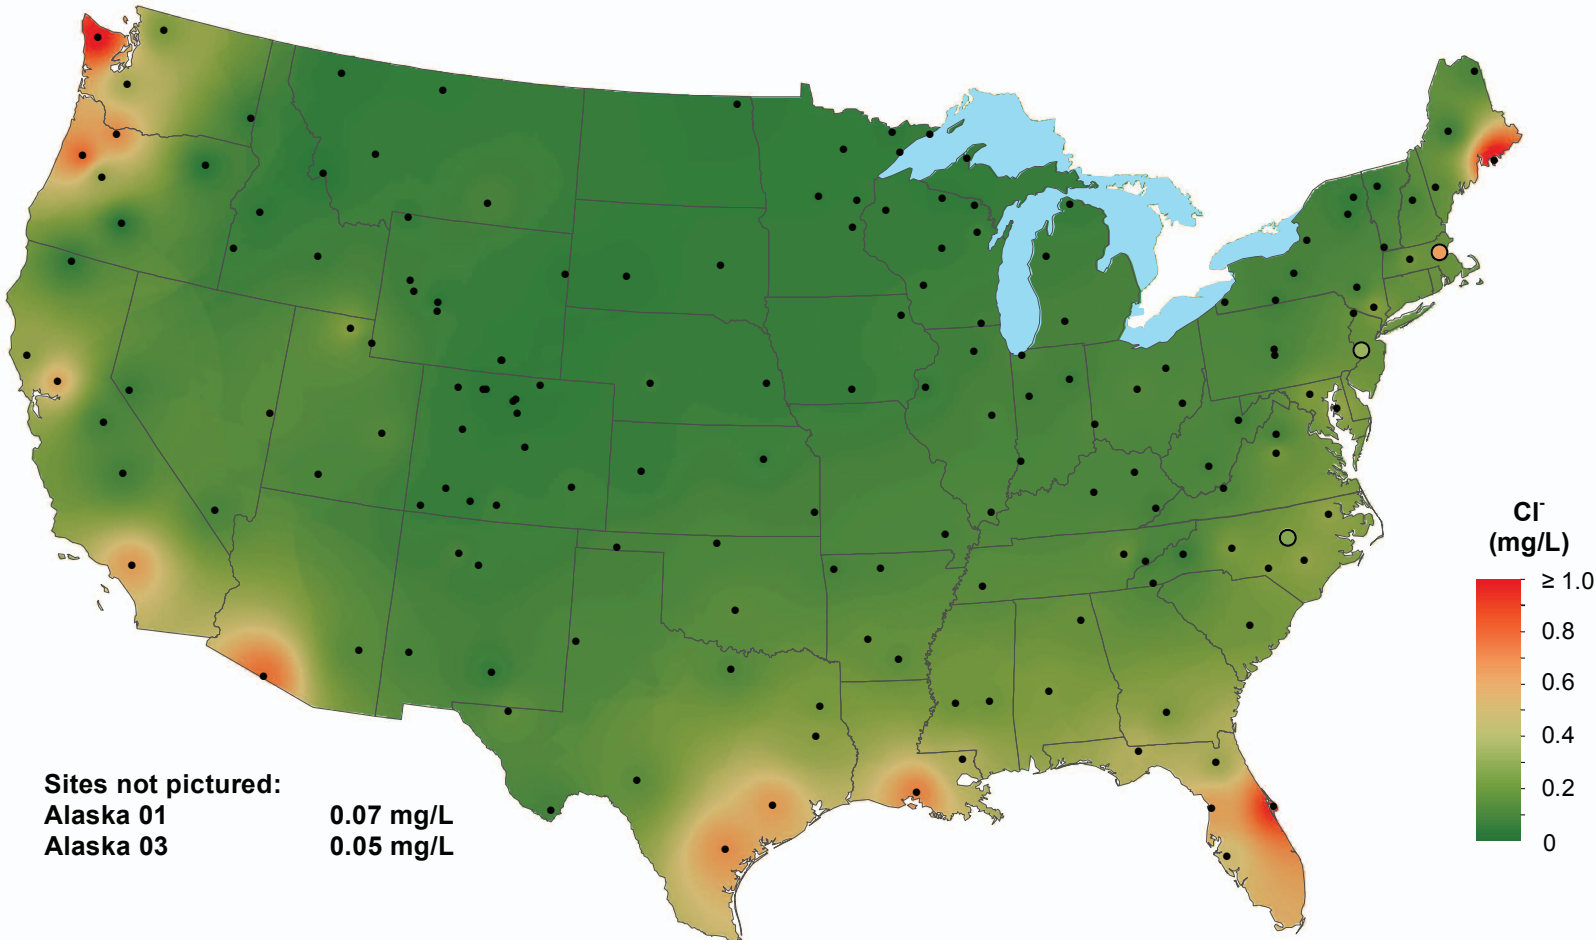 Cl-
(mg/L)
≥ 1.0
0.8
0.6
0.4
0.2
0
Sites not pictured:
Alaska 01 0.07 mg/L
Alaska 03 0.05 mg/L